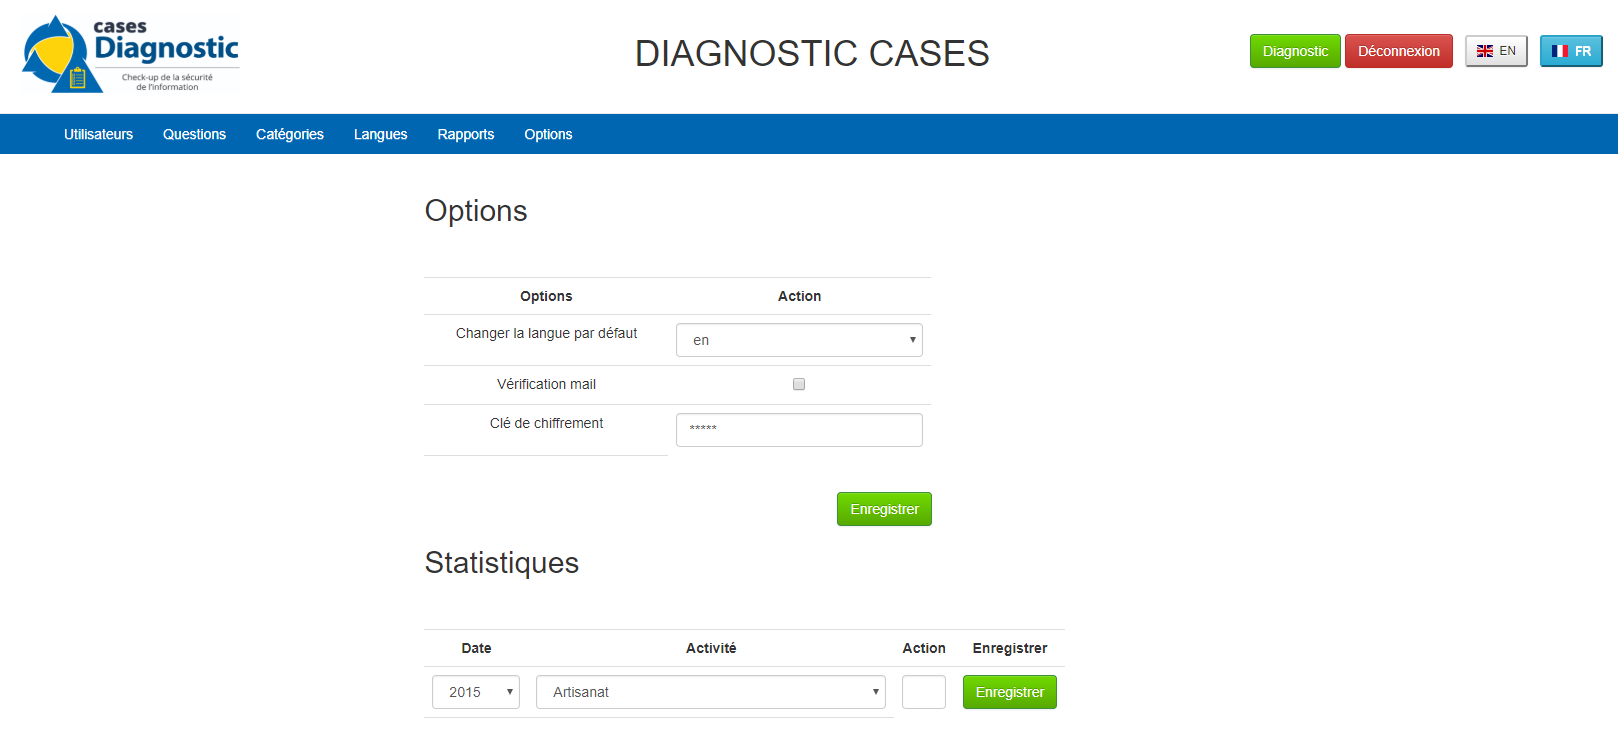 cases
Diagnostic
Check-up de la sécurité
de l'information
DIAGNOSTIC CASES
Diagnostic
Déconnexion
EN
FR
Utilisateurs Questions Catégories Langues Rapports Options
Options
Options Action
Changer la langue par défaut en
Vérification mail
Clé de chiffrement *****
Enregistrer
Statistiques
Date Activité Action Enregistrer
2015 Artisanat Enregistrer